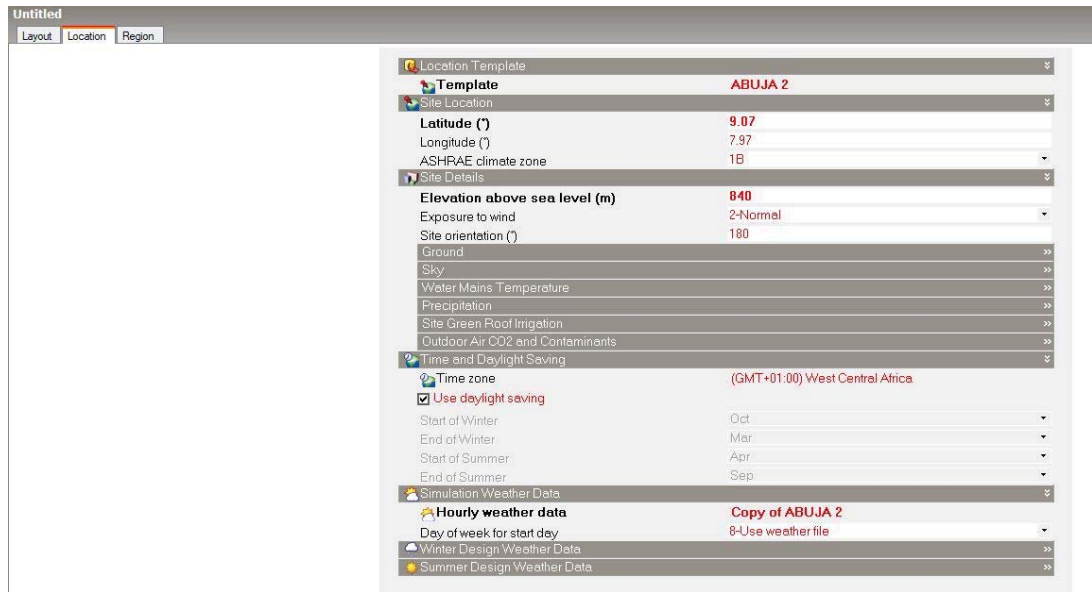 Untitled
Layout Location Region
Location Template
Template ABUJA 2
Site Location
Latitude (°) 9.07
Longitude (°) 7.97
ASHRAE climate zone 1B
Site Details
Elevation above sea level (m) 840
Exposure to wind 2-Normal
Site orientation (°) 180
Ground
Sky
Water Mains Temperature
Precipitation
Site Green Roof Irrigation
Outdoor Air CO2 and Contaminants
Time and Daylight Saving
Time zone (GMT+01:00) West Central Africa
Use daylight saving
Start of Winter Oct
End of Winter Mar
Start of Summer Apr
End of Summer Sep
Simulation Weather Data
Hourly weather data Copy of ABUJA 2
Day of week for start day 8-Use weather file
Winter Design Weather Data
Summer Design Weather Data